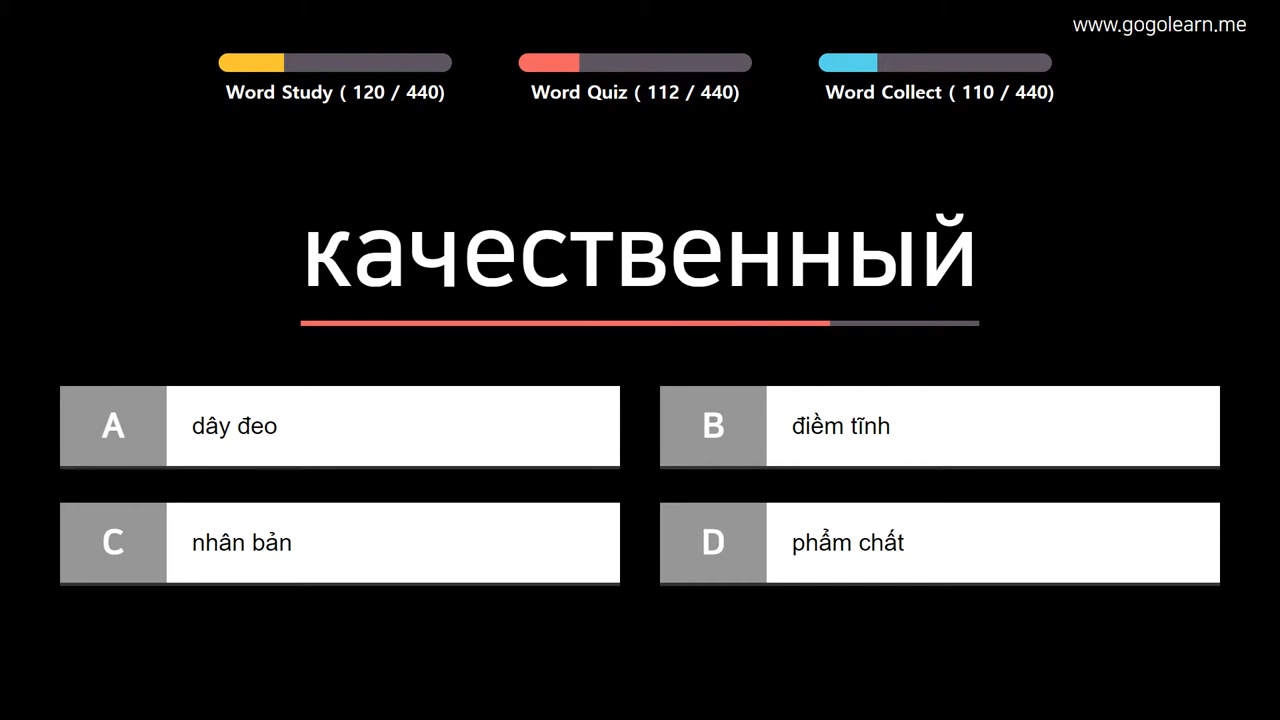 www.gogolearn.me
Word Study ( 120 / 440)
Word Quiz ( 112 / 440)
Word Collect ( 110 / 440)
качественный
A dây đeo
B điềm tĩnh
C nhân bản
D phẩm chất